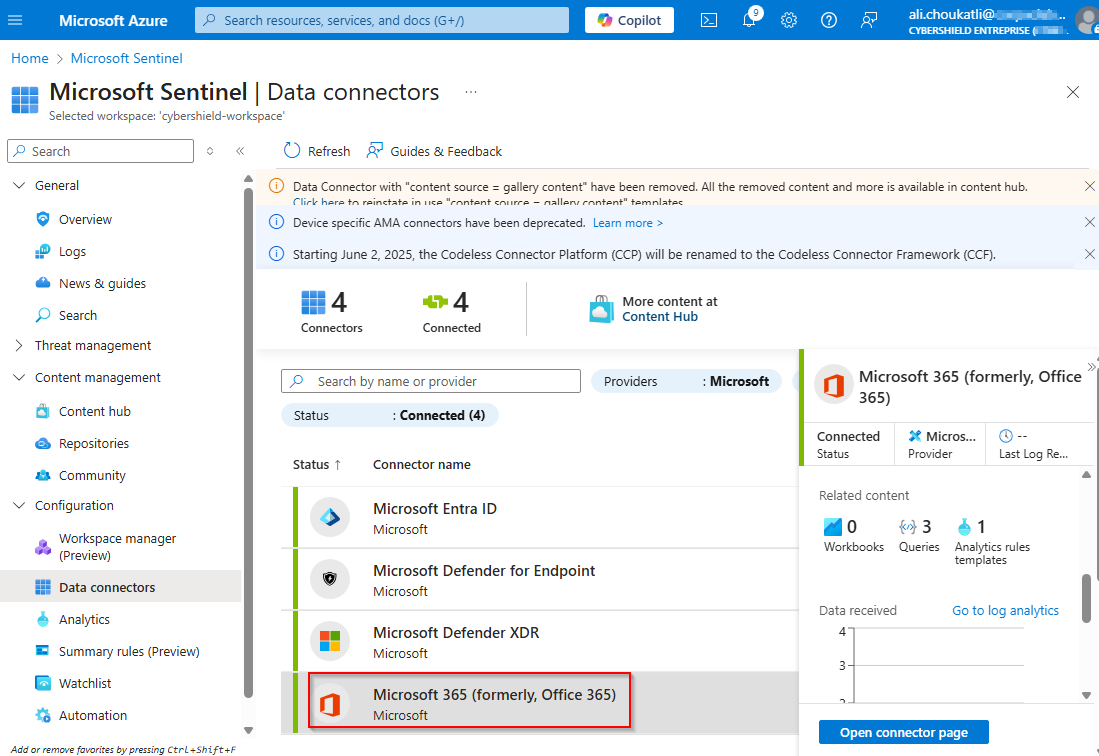 Microsoft Azure
Search resources, services, and docs (G+/)
Copilot
9
ali.choukatli@
...
CYBERSHIELD ENTREPRISE (
Home > Microsoft Sentinel
Microsoft Sentinel | Data connectors ...
Selected workspace: 'cybershield-workspace'
Search
Refresh
Guides & Feedback
General
Overview
Logs
News & guides
Search
Threat management
Content management
Content hub
Repositories
Community
Configuration
Workspace manager
(Preview)
Data connectors
Analytics
Summary rules (Preview)
Watchlist
Automation
Add or remove favorites by pressing Ctrl+Shift+F
Data Connector with "content source = gallery content" have been removed. All the removed content and more is available in content hub.
Click here to reinstate in use "content source = gallery content" templates
Device specific AMA connectors have been deprecated. Learn more >
Starting June 2, 2025, the Codeless Connector Platform (CCP) will be renamed to the Codeless Connector Framework (CCF).
4
Connectors
4
Connected
More content at
Content Hub
Search by name or provider
Providers : Microsoft
Status : Connected (4)
Status ↑ Connector name
Microsoft Entra ID
Microsoft
Microsoft Defender for Endpoint
Microsoft
Microsoft Defender XDR
Microsoft
Microsoft 365 (formerly, Office 365)
Microsoft
Microsoft 365 (formerly, Office
365)
Connected
Status
Micros...
Provider
--
Last Log Re...
Related content
0
Workbooks
3
Queries
1
Analytics rules
templates
Data received
Go to log analytics
4
3
2
Open connector page